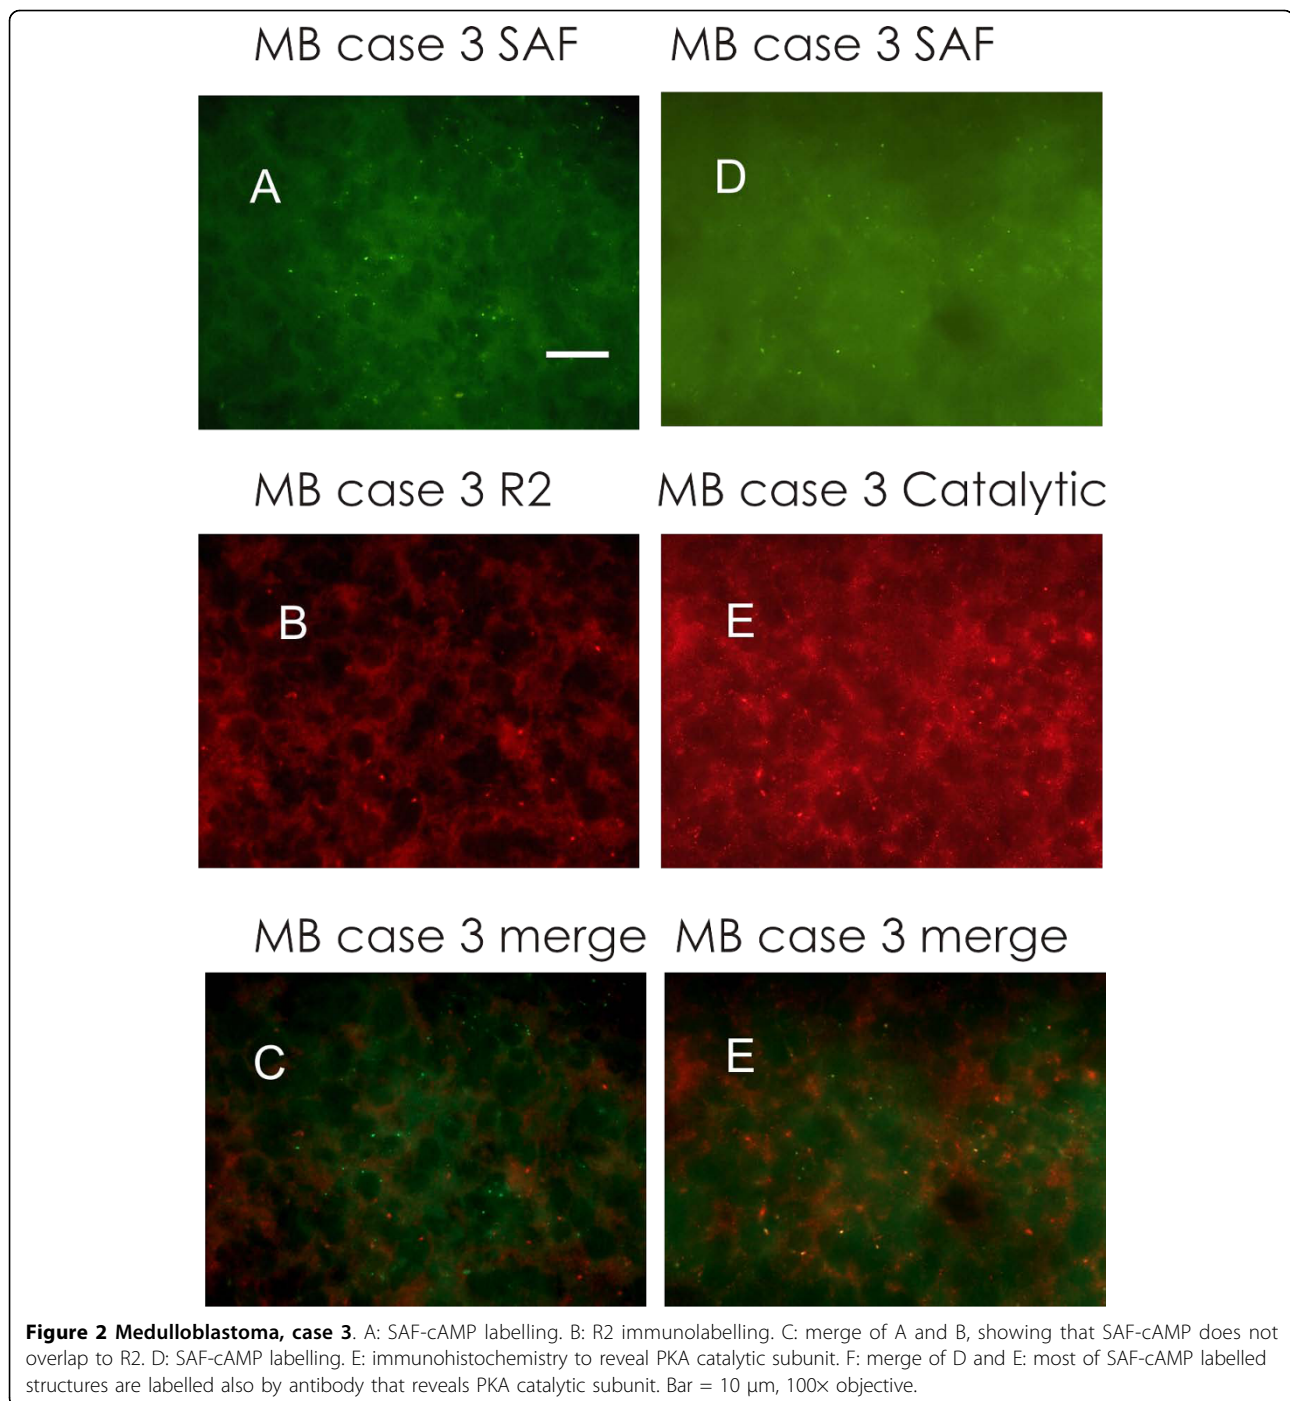 MB case 3 SAF
MB case 3 SAF
A
D
MB case 3 R2
MB case 3 Catalytic
B
E
MB case 3 merge
MB case 3 merge
C
E
Figure 2 Medulloblastoma, case 3. A: SAF-cAMP labelling. B: R2 immunolabelling. C: merge of A and B, showing that SAF-cAMP does not
overlap to R2. D: SAF-cAMP labelling. E: immunohistochemistry to reveal PKA catalytic subunit. F: merge of D and E: most of SAF-cAMP labelled
structures are labelled also by antibody that reveals PKA catalytic subunit. Bar = 10 μm, 100× objective.